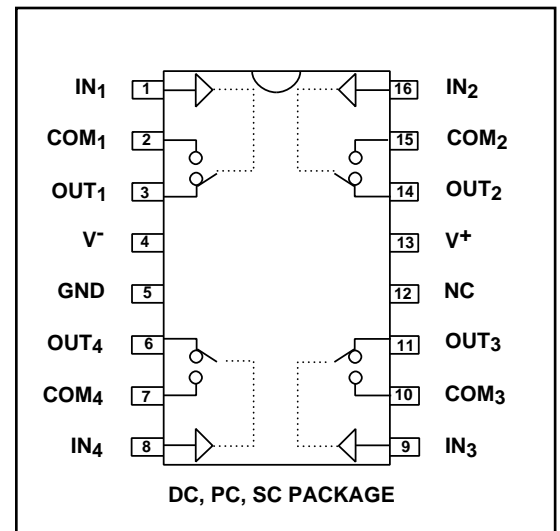 IN1 1 16 IN2
COM1 2 15 COM2
OUT1 3 14 OUT2
V- 4 13 V+
GND 5 12 NC
OUT4 6 11 OUT3
COM4 7 10 COM3
IN4 8 9 IN3
DC, PC, SC PACKAGE